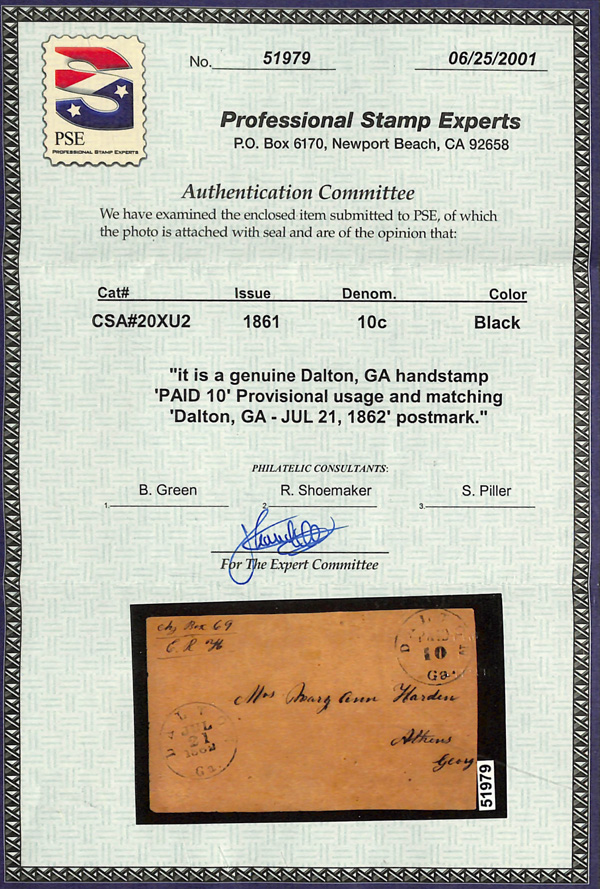 No. 51979 06/25/2001
PSE
PROFESSIONAL STAMP EXPERTS
Professional Stamp Experts
P.O. Box 6170, Newport Beach, CA 92658
Authentication Committee
We have examined the enclosed item submitted to PSE, of which
the photo is attached with seal and are of the opinion that:
Cat# Issue Denom. Color
CSA#20XU2 1861 10c Black
"it is a genuine Dalton, GA handstamp
'PAID 10' Provisional usage and matching
'Dalton, GA - JUL 21, 1862' postmark."
PHILATELIC CONSULTANTS:
1. B. Green 2. R. Shoemaker 3. S. Piller
For The Expert Committee
Box 69
PAID
10
Ga.
Mrs Mary Ann Harden
Athens
Georg
JUL
21
1862
Ga.
51979